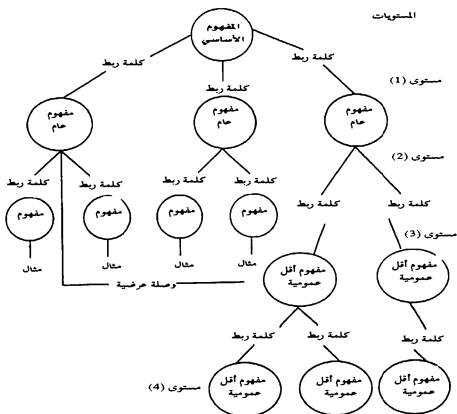 المستويات
المفهوم
الأساسي
كلمة ربط
كلمة ربط
كلمة ربط
مستوى (1)
مفهوم
عام
مفهوم
عام
مفهوم
عام
مستوى (2)
كلمة ربط
كلمة ربط
كلمة ربط
كلمة ربط
كلمة ربط
كلمة ربط
مفهوم
مفهوم
مفهوم
مفهوم
مستوى (3)
مثال
مثال
مثال
مثال
مفهوم أقل
عمومية
مفهوم أقل
عمومية
وصلة عرضية
كلمة ربط
كلمة ربط
كلمة ربط
مفهوم أقل
عمومية
مفهوم أقل
عمومية
مفهوم أقل
عمومية
مستوى (4)